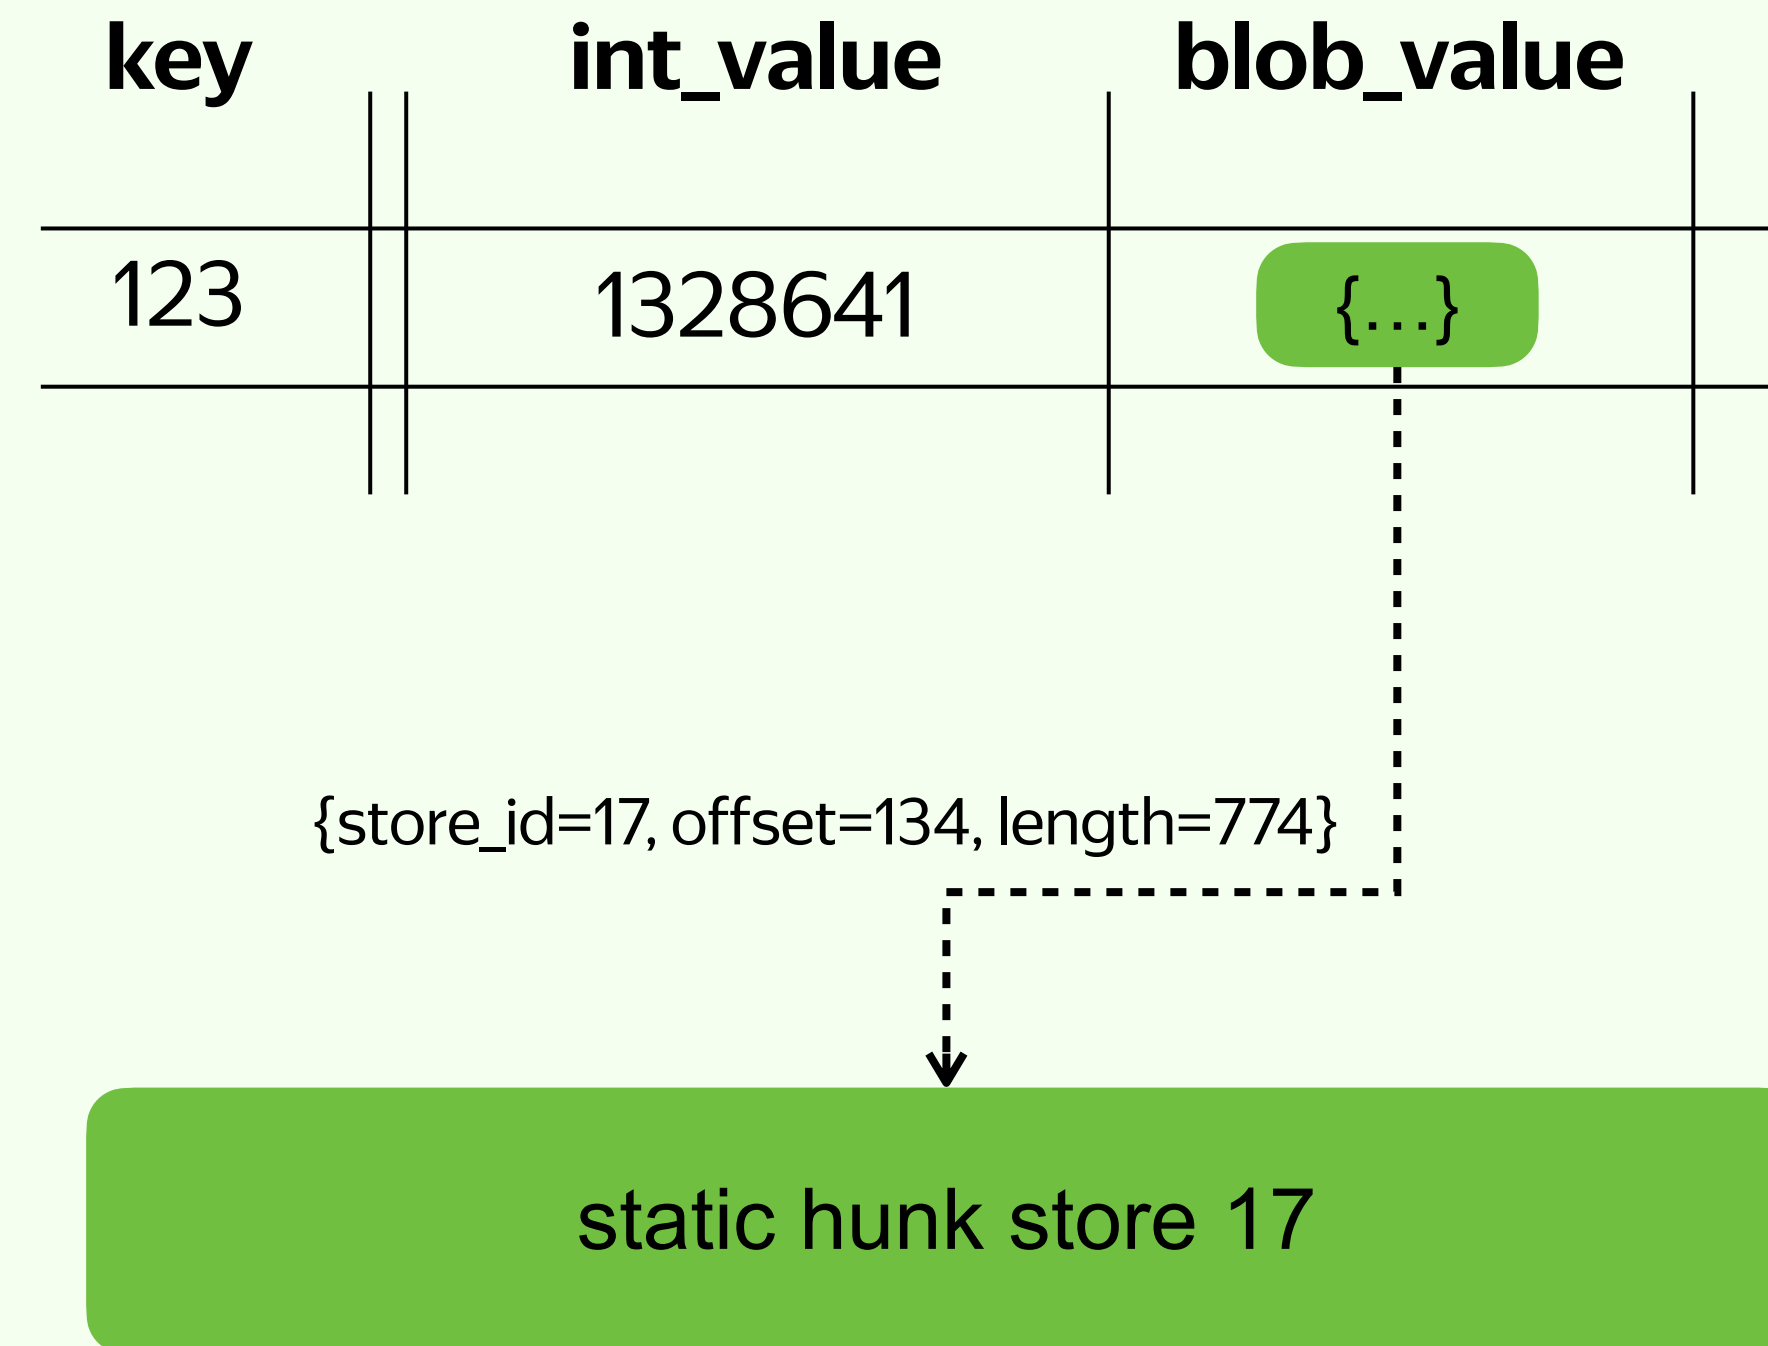 key int_value blob_value
123 1328641 {...}
{store_id=17, offset=134, length=774}
static hunk store 17